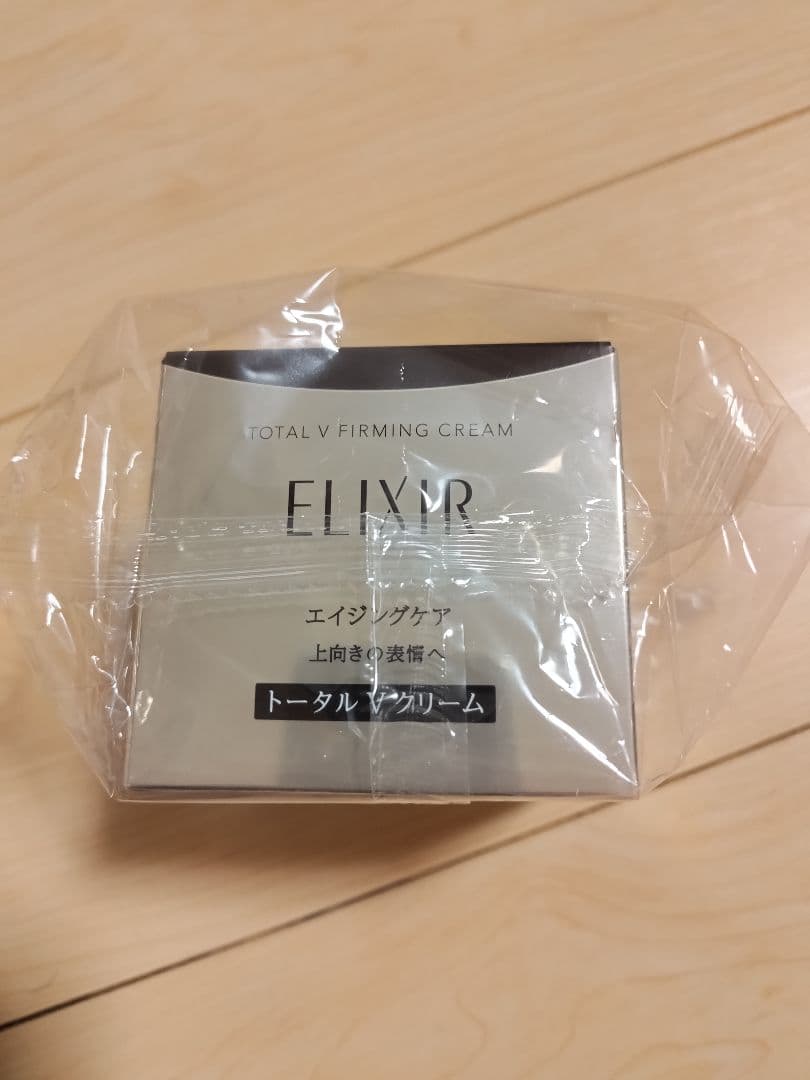 TOTAL V FIRMING CREAM
ELIXIR
エイジングケア
上向きの表情へ
トータル V クリーム